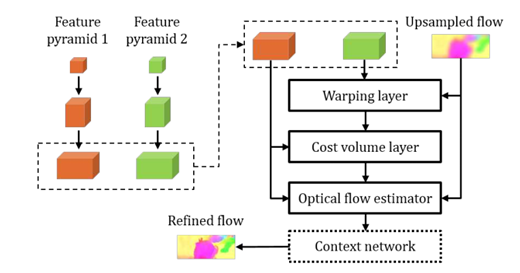 Feature
pyramid 1
Feature
pyramid 2
Upsampled flow
Warping layer
Cost volume layer
Optical flow estimator
Refined flow
Context network